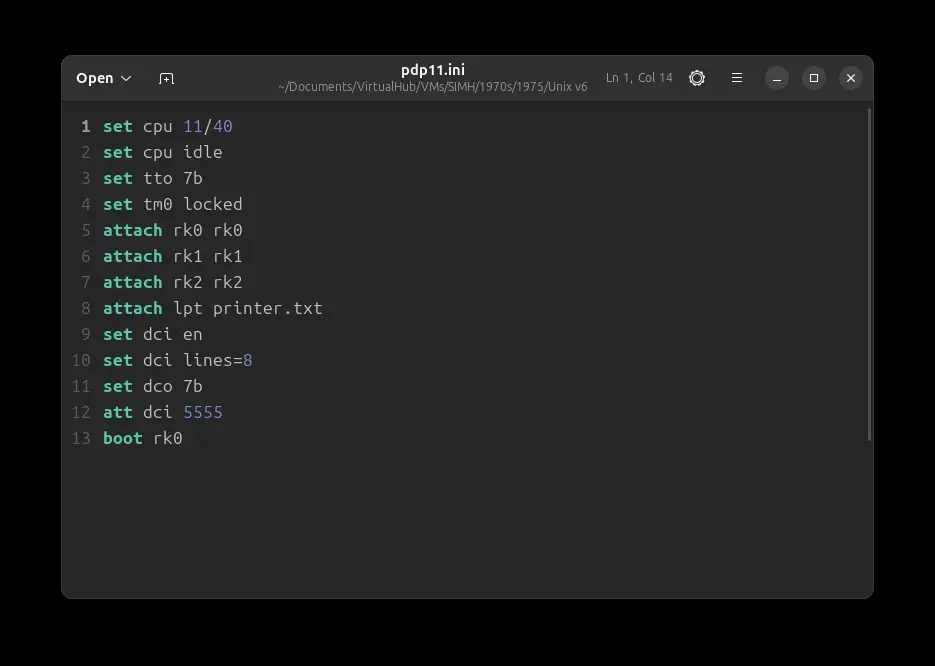 Open
pdp11.ini
~/Documents/VirtualHub/VMs/SIMH/1970s/1975/Unix v6
Ln 1, Col 14
1 set cpu 11/40
2 set cpu idle
3 set tto 7b
4 set tm0 locked
5 attach rk0 rk0
6 attach rk1 rk1
7 attach rk2 rk2
8 attach lpt printer.txt
9 set dci en
10 set dci lines=8
11 set dco 7b
12 att dci 5555
13 boot rk0